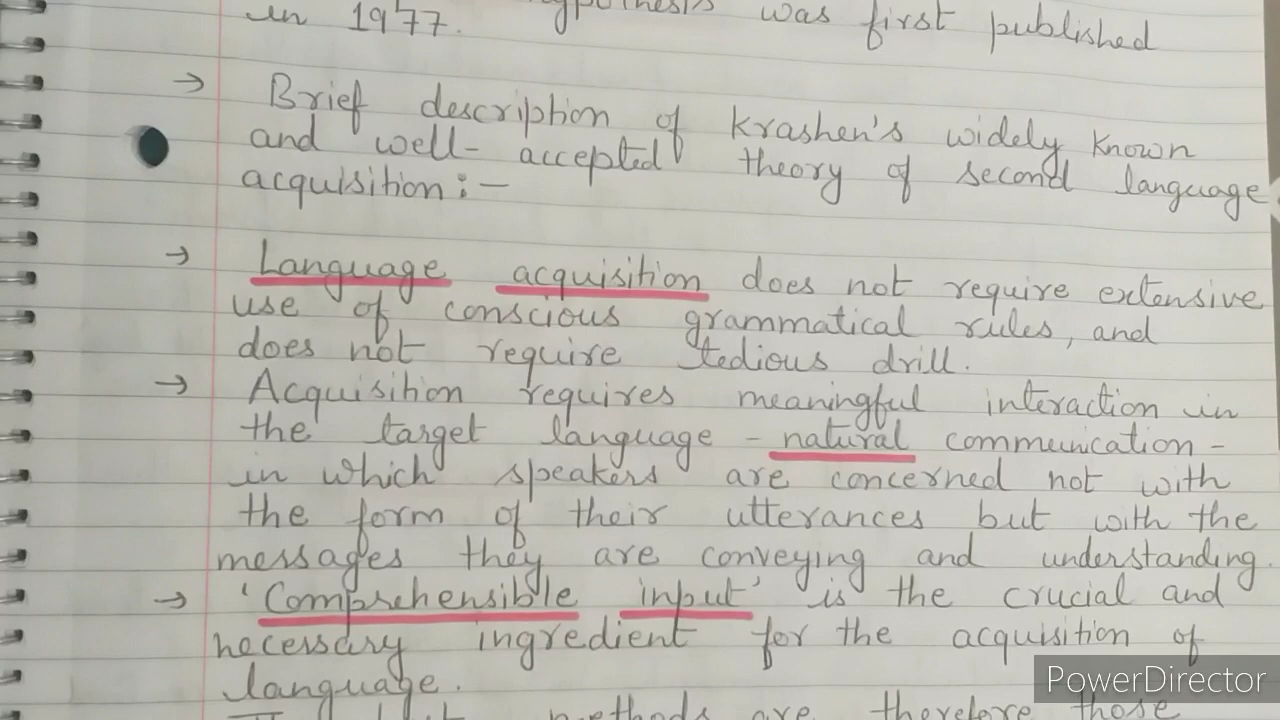 in 1977. hypothesis was first published
→ Brief description of Krashen's widely known
and well-accepted theory of second language
acquisition :-
→ Language acquisition does not require extensive
use of conscious grammatical rules, and
does not require tedious drill.
→ Acquisition requires meaningful interaction in
the target language - natural communication -
in which speakers are concerned not with
the form of their utterances but with the
messages they are conveying and understanding.
→ 'Comprehensible input' is the crucial and
necessary ingredient for the acquisition of
language.
methods are therefore those
PowerDirector